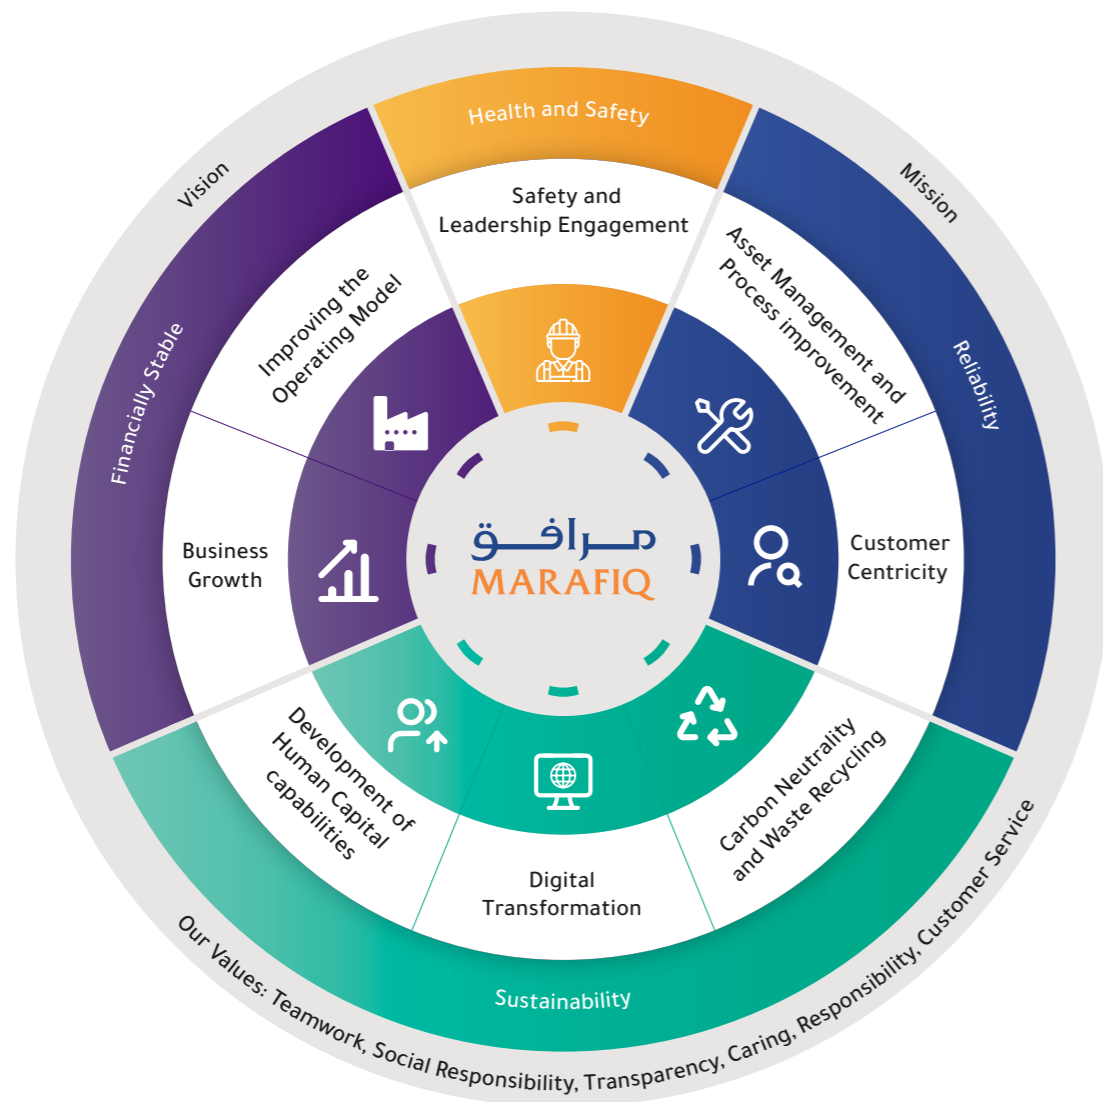 Vision
Mission
Health and Safety
Safety and
Leadership Engagement
Reliability
Asset Management and
Process improvement
Customer
Centricity
Sustainability
Carbon Neutrality
and Waste Recycling
Digital
Transformation
Development of
Human Capital
capabilities
Financially Stable
Business
Growth
Improving the
Operating Model
مرافق
MARAFIQ
Our Values: Teamwork, Social Responsibility, Transparency, Caring, Responsibility, Customer Service